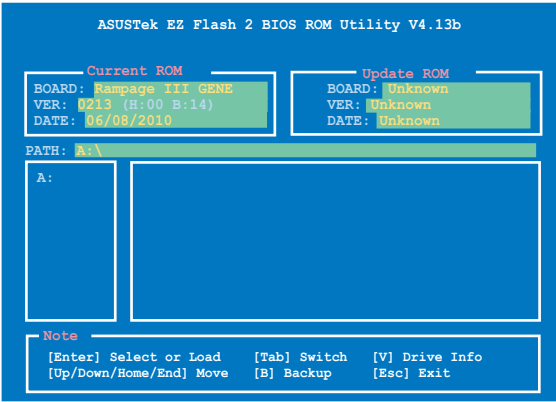 ASUSTek EZ Flash 2 BIOS ROM Utility V4.13b
Current ROM
BOARD: Rampage III GENE
VER: 0213 (H:00 B:14)
DATE: 06/08/2010
Update ROM
BOARD: Unknown
VER: Unknown
DATE: Unknown
PATH: A:\
A:
Note
[Enter] Select or Load [Tab] Switch [V] Drive Info
[Up/Down/Home/End] Move [B] Backup [Esc] Exit